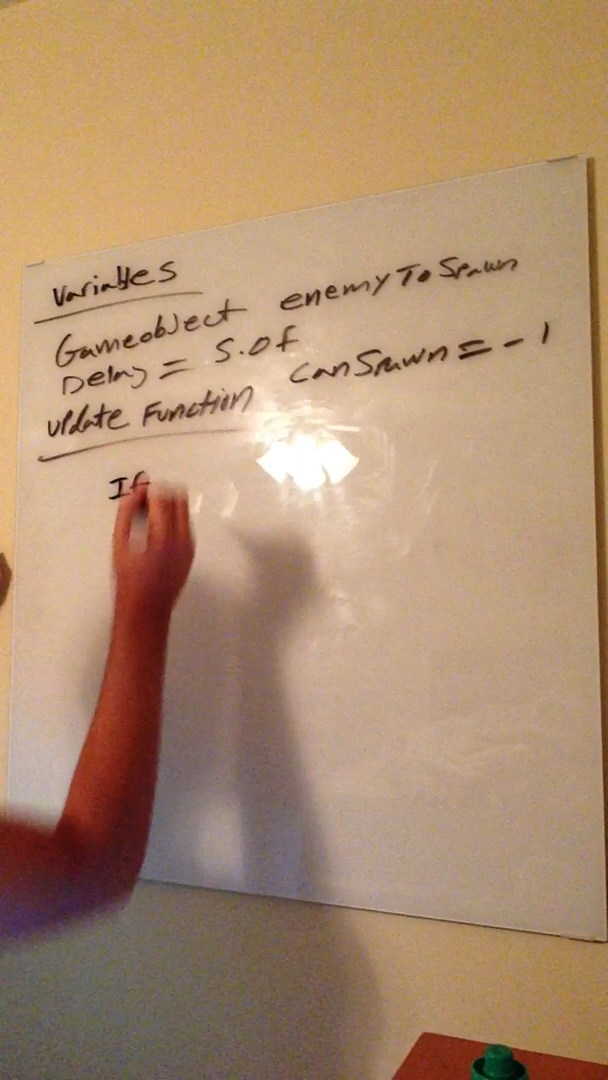 Variables
Gameobject enemyToSpawn
Delay = 5.0f canSpawn = -1
Update Function
If